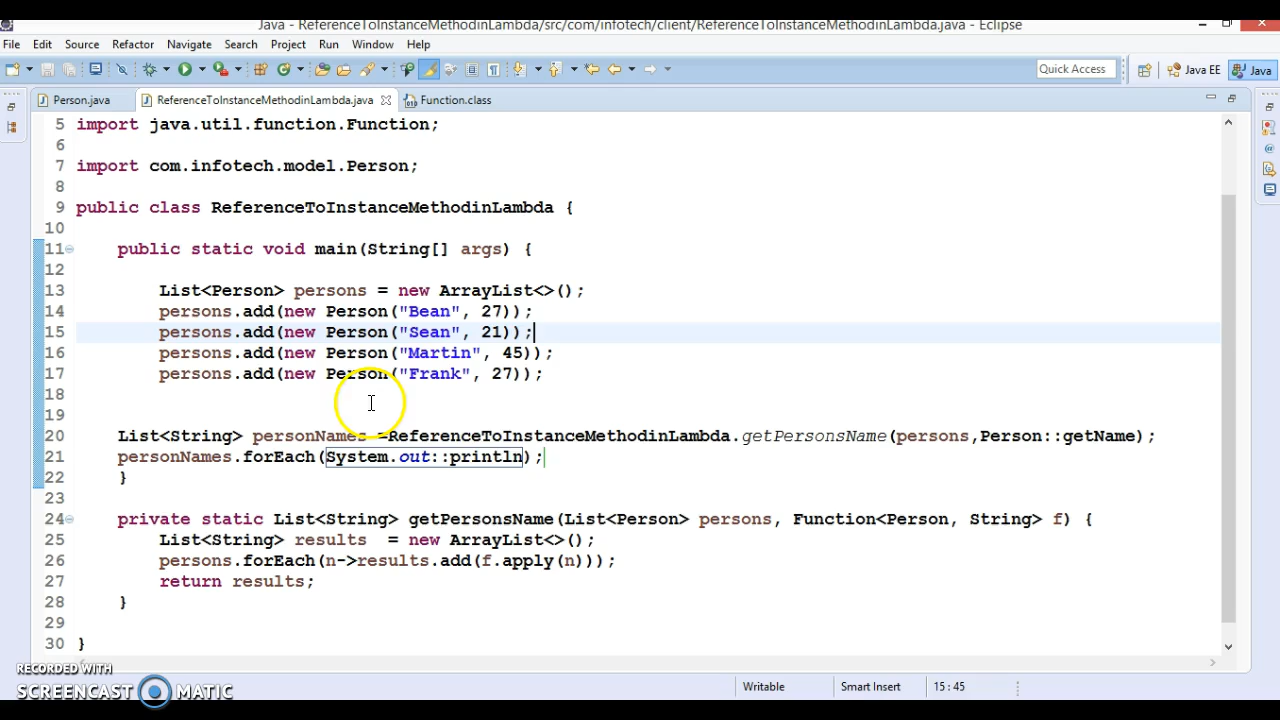 Java - ReferenceToInstanceMethodinLambda/src/com/infotech/client/ReferenceToInstanceMethodinLambda.java - Eclipse
File Edit Source Refactor Navigate Search Project Run Window Help
Quick Access Java EE Java
Person.java ReferenceToInstanceMethodinLambda.java Function.class
5 import java.util.function.Function;
6
7 import com.infotech.model.Person;
8
9 public class ReferenceToInstanceMethodinLambda {
10
11 public static void main(String[] args) {
12
13 List<Person> persons = new ArrayList<>();
14 persons.add(new Person("Bean", 27));
15 persons.add(new Person("Sean", 21));
16 persons.add(new Person("Martin", 45));
17 persons.add(new Person("Frank", 27));
18
19
20 List<String> personNames =ReferenceToInstanceMethodinLambda.getPersonsName(persons,Person::getName);
21 personNames.forEach(System.out::println);
22 }
23
24 private static List<String> getPersonsName(List<Person> persons, Function<Person, String> f) {
25 List<String> results  = new ArrayList<>();
26 persons.forEach(n->results.add(f.apply(n)));
27 return results;
28 }
29
30 }
RECORDED WITH
SCREENCAST MATIC
Writable Smart Insert 15 : 45